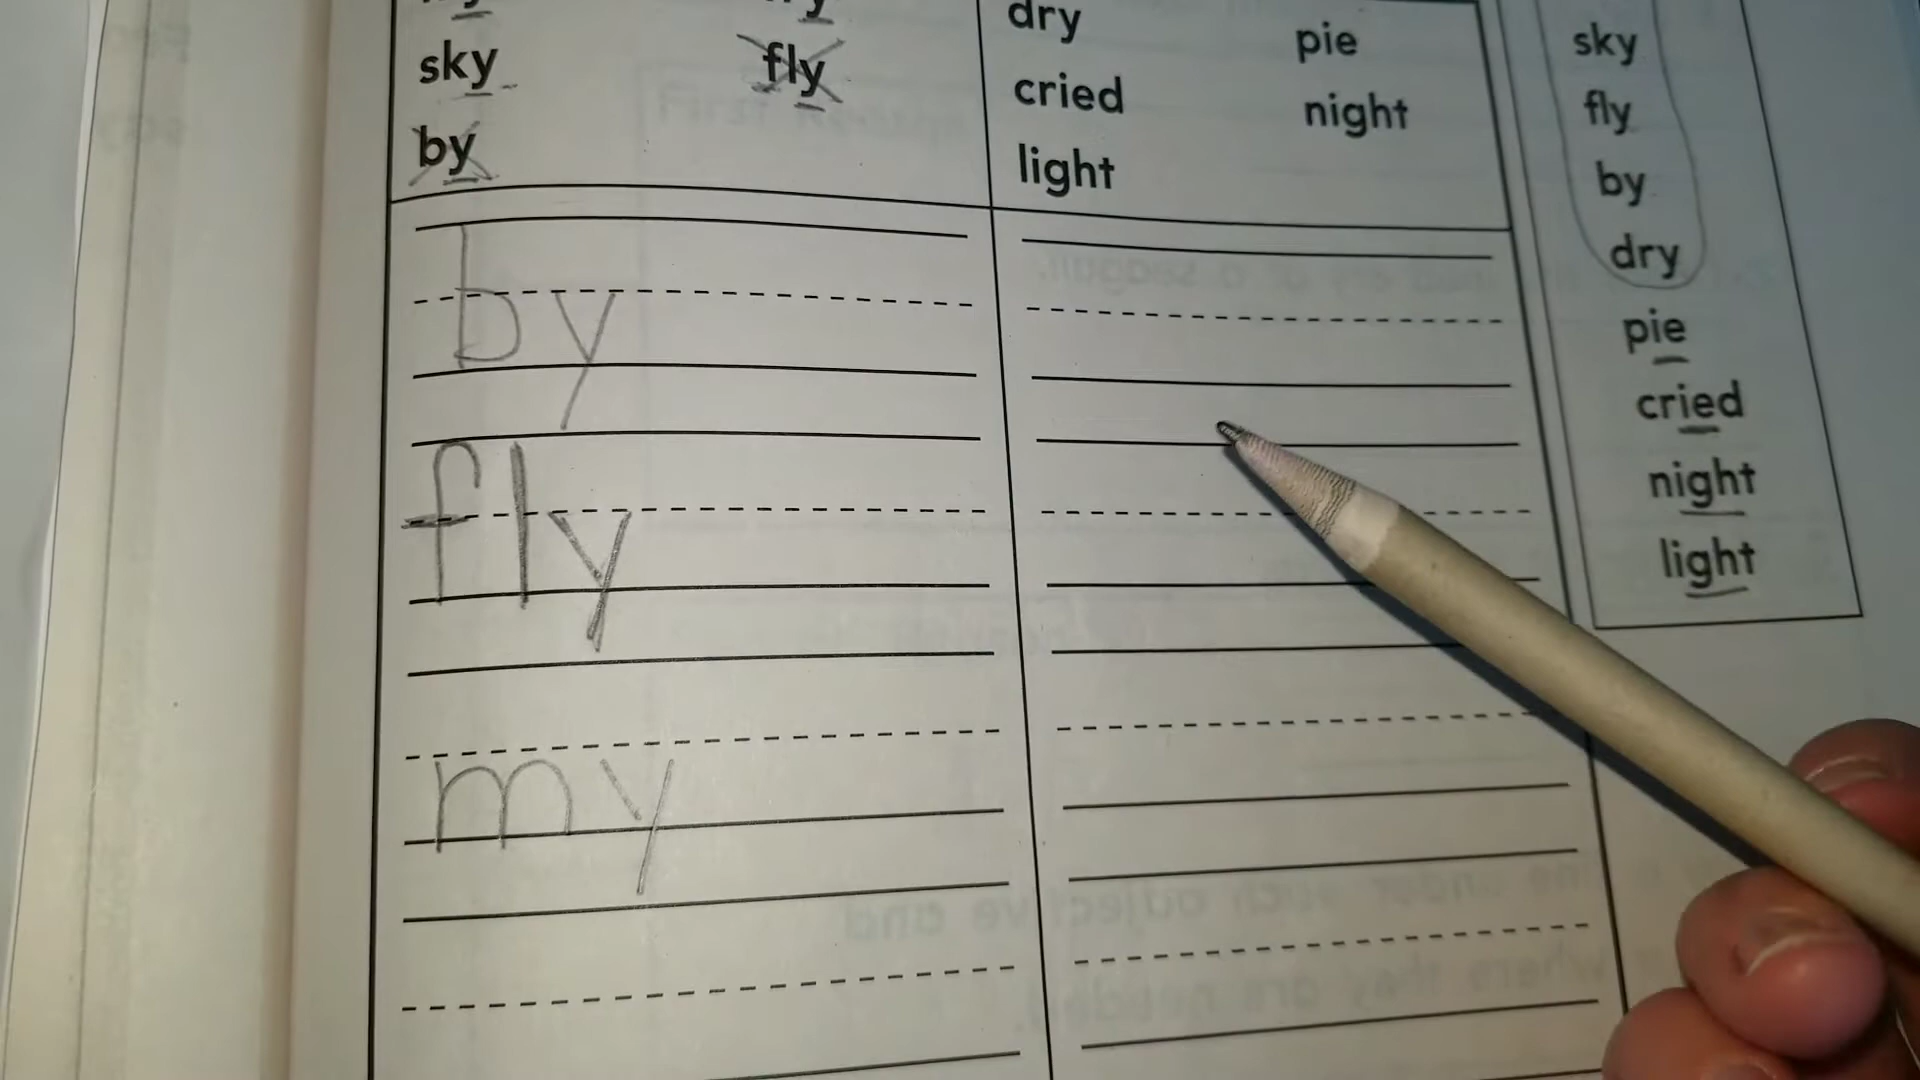 sky fly
by
dry pie
cried night
light
by
fly
my
sky
fly
by
dry
pie
cried
night
light